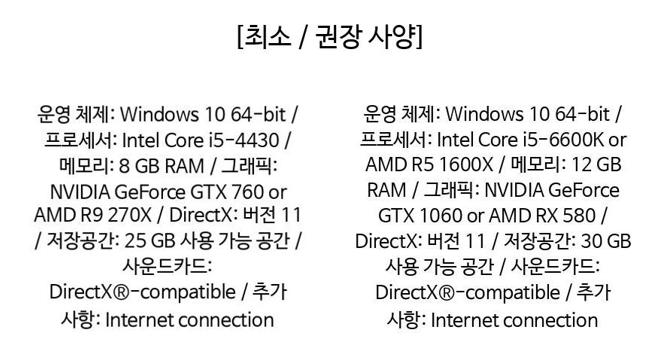 [최소 / 권장 사양]
운영 체제: Windows 10 64-bit /
프로세서: Intel Core i5-4430 /
메모리: 8 GB RAM / 그래픽:
NVIDIA GeForce GTX 760 or
AMD R9 270X / DirectX: 버전 11
/ 저장공간: 25 GB 사용 가능 공간 /
사운드카드:
DirectX®-compatible / 추가
사항: Internet connection
운영 체제: Windows 10 64-bit /
프로세서: Intel Core i5-6600K or
AMD R5 1600X / 메모리: 12 GB
RAM / 그래픽: NVIDIA GeForce
GTX 1060 or AMD RX 580 /
DirectX: 버전 11 / 저장공간: 30 GB
사용 가능 공간 / 사운드카드:
DirectX®-compatible / 추가
사항: Internet connection